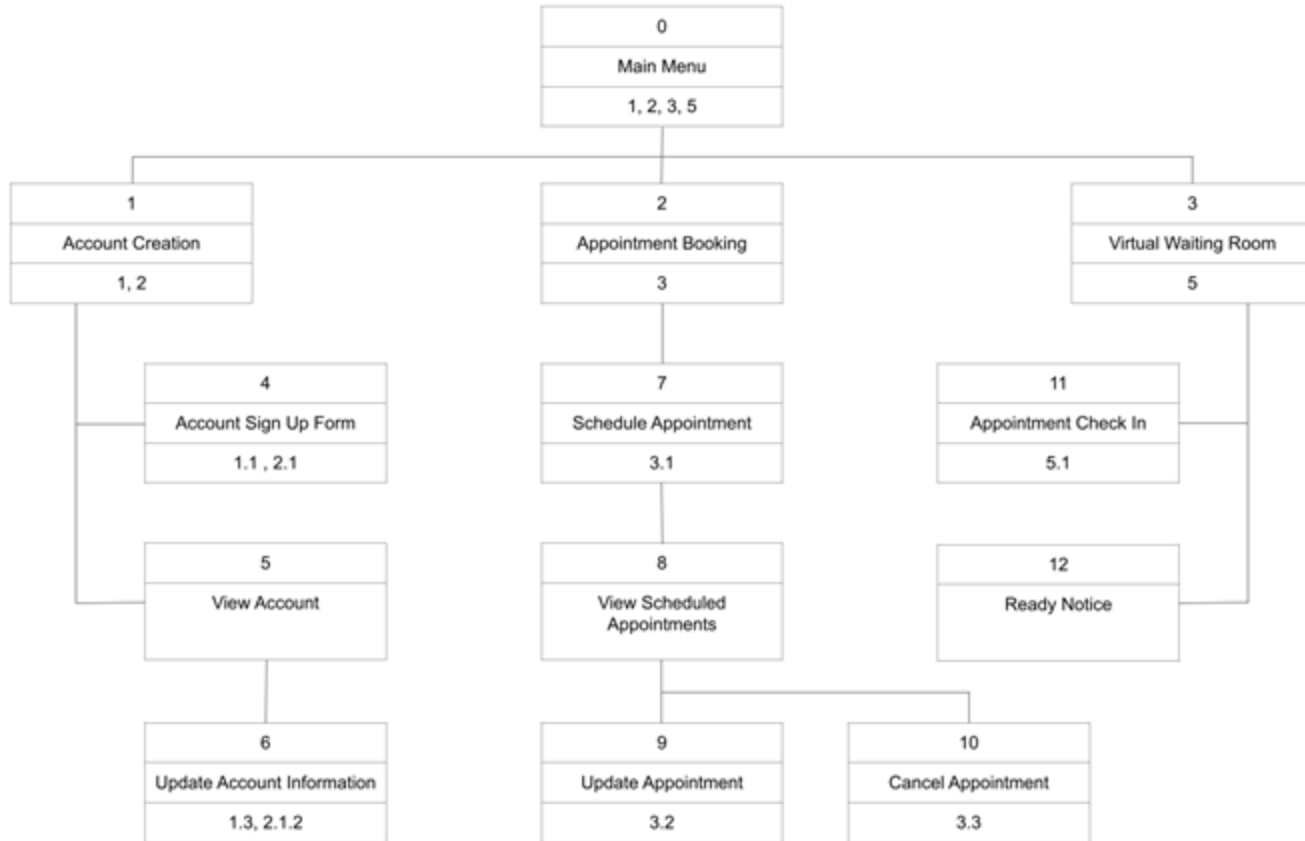 0
Main Menu
1, 2, 3, 5
1
Account Creation
1, 2
2
Appointment Booking
3
3
Virtual Waiting Room
5
4
Account Sign Up Form
1.1 , 2.1
7
Schedule Appointment
3.1
11
Appointment Check In
5.1
5
View Account
8
View Scheduled
Appointments
12
Ready Notice
6
Update Account Information
1.3, 2.1.2
9
Update Appointment
3.2
10
Cancel Appointment
3.3